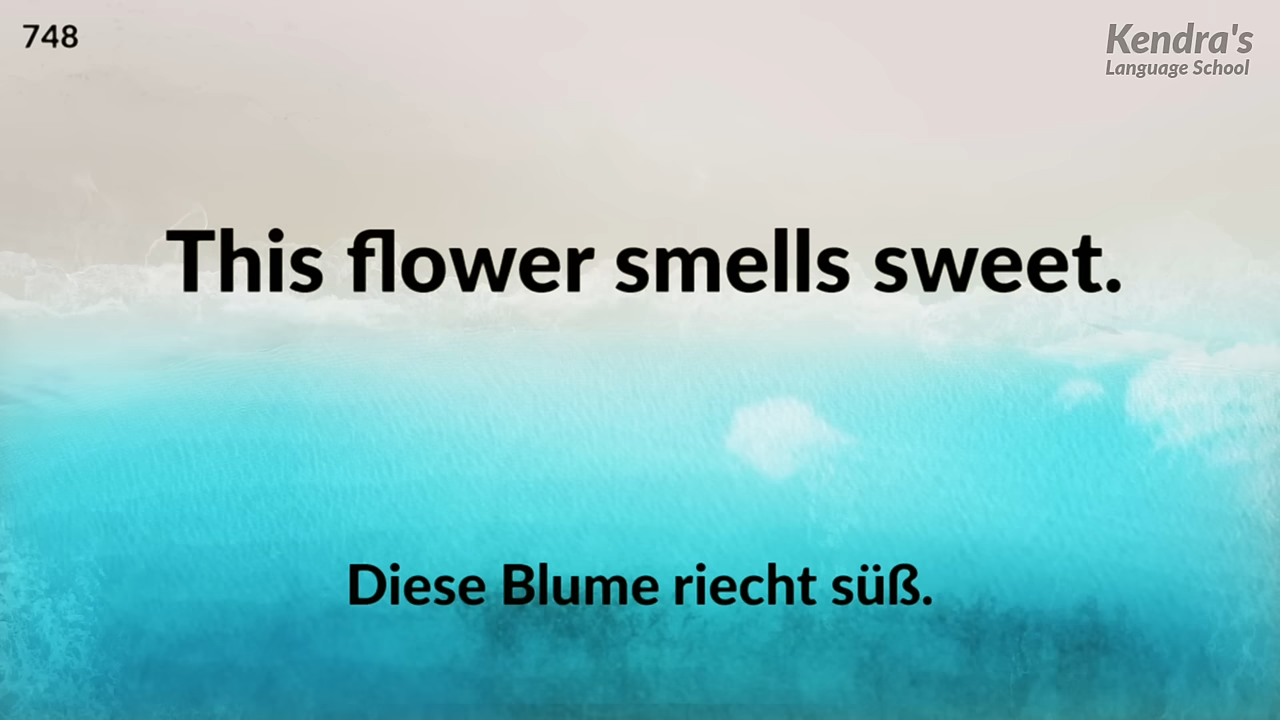 748
Kendra's
Language School
This flower smells sweet.
Diese Blume riecht süß.